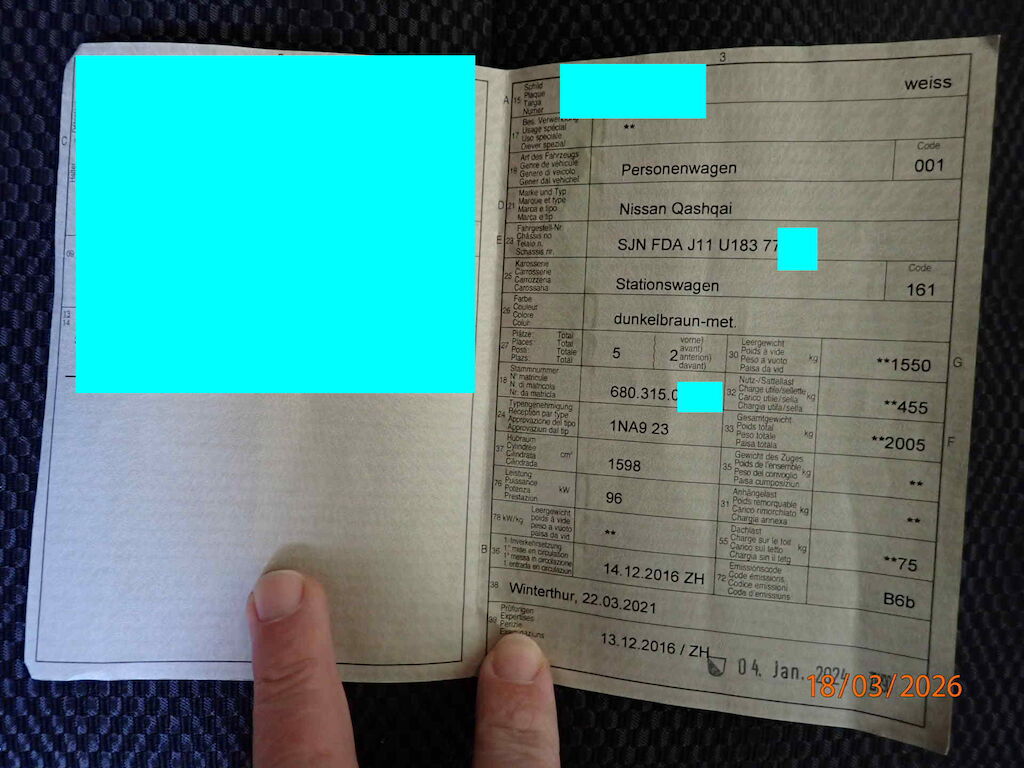 3
A 15 Schild
Plaque
Targa
Numer
weiss
17 Bes. Verwendung
Usage spécial
Uso speciale
Diever spezial
**
18 Art des Fahrzeugs
Genre de véhicule
Genere di veicolo
Gener dal vehichel
Personenwagen
Code
001
D 21 Marke und Typ
Marque et type
Marca e tipo
Marca e tip
Nissan Qashqai
E 23 Fahrgestell-Nr.
Châssis no
Telaio n.
Schassis nr.
SJN FDA J11 U183 77
25 Karosserie
Carrosserie
Carrozzeria
Carossaria
Stationswagen
Code
161
26 Farbe
Couleur
Colore
Colur
dunkelbraun-met.
27 Plätze: Total
Places: Total
Posti: Totale
Plazs: Total
5
2
vorne)
avant)
anteriori)
davant)
30 Leergewicht
Poids à vide
Peso a vuoto
Paisa da vid
kg
**1550
G
18 Stammnummer
N° matricule
N. di matricola
Nr. da matricla
680.315.
32 Nutz-/Sattellast
Charge utile/sellette
Carico utile/sella
Chargia utila/sella
kg
**455
24 Typengenehmigung
Réception par type
Approvazione del tipo
Approvaziun dal tip
1NA9 23
33 Gesamtgewicht
Poids total
Peso totale
Paisa totala
kg
**2005
F
37 Hubraum
Cylindrée
Cilindrata
Cilindrada
cm³
1598
35 Gewicht des Zuges
Poids de l'ensemble
Peso del convoglio
Paisa cumposiziun
kg
**
76 Leistung
Puissance
Potenza
Prestaziun
kW
96
31 Anhängelast
Poids remorquable
Carico rimorchiato
Chargia annexa
kg
**
78 kW/kg
Leergewicht
poids à vide
peso a vuoto
paisa da vid
**
55 Dachlast
Charge sur le toit
Carico sul tetto
Chargia sin il tetg
kg
**75
B 36 1. Inverkehrsetzung
1re mise en circulation
1a messa in circolazione
1. entrada en circulaziun
14.12.2016 ZH
72 Emissionscode
Code émissions
Codice emissioni
Code d'emissiuns
B6b
38 Winterthur, 22.03.2021
39 Prüfungen
Expertises
Perizie
13.12.2016 / ZH
04. Jan. 2024
18/03/2026
C
Halter
09
13
14